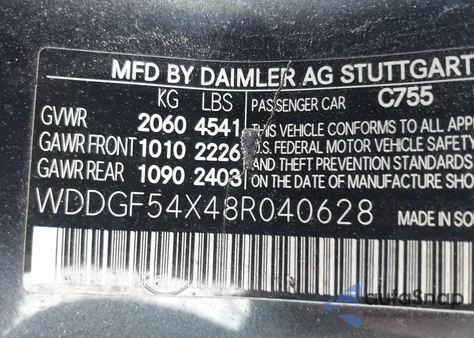 MFD BY DAIMLER AG STUTTGART
KG LBS PASSENGER CAR C755
GVWR 2060 4541 THIS VEHICLE CONFORMS TO ALL APP
GAWR FRONT 1010 2226 U.S. FEDERAL MOTOR VEHICLE SAFETY
GAWR REAR 1090 2403 AND THEFT PREVENTION STANDARDS
ON THE DATE OF MANUFACTURE SHO
WDDGF54X48R040628 MADE IN SO
autoSnap